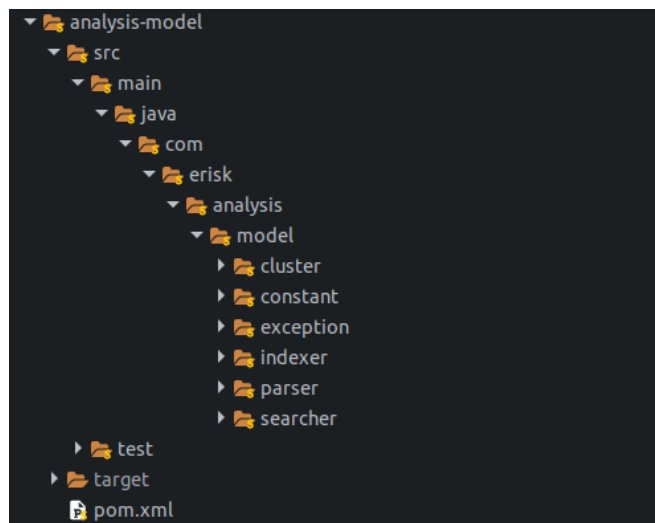 analysis-model
src
main
java
com
erisk
analysis
model
cluster
constant
exception
indexer
parser
searcher
test
target
pom.xml